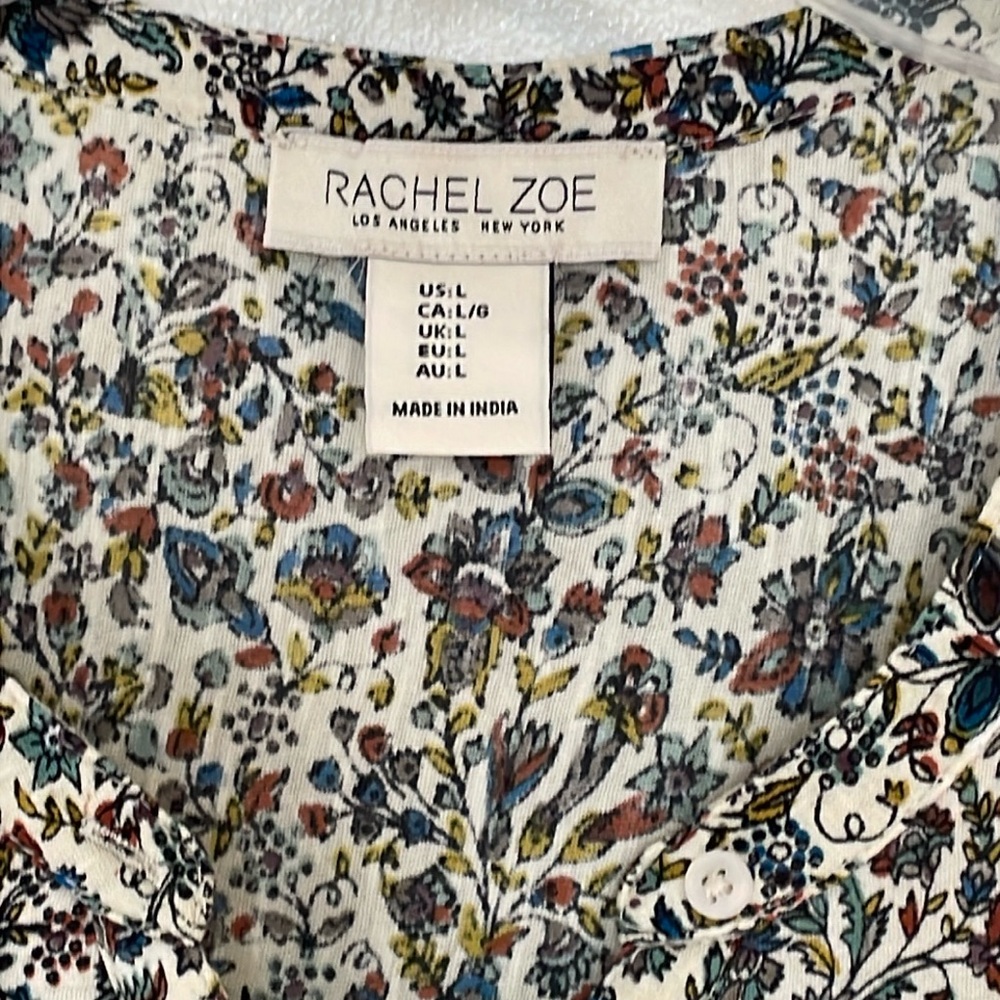 RACHEL ZOE
LOS ANGELES NEW YORK
US: L
CA: L/G
UK: L
EU: L
AU: L
MADE IN INDIA